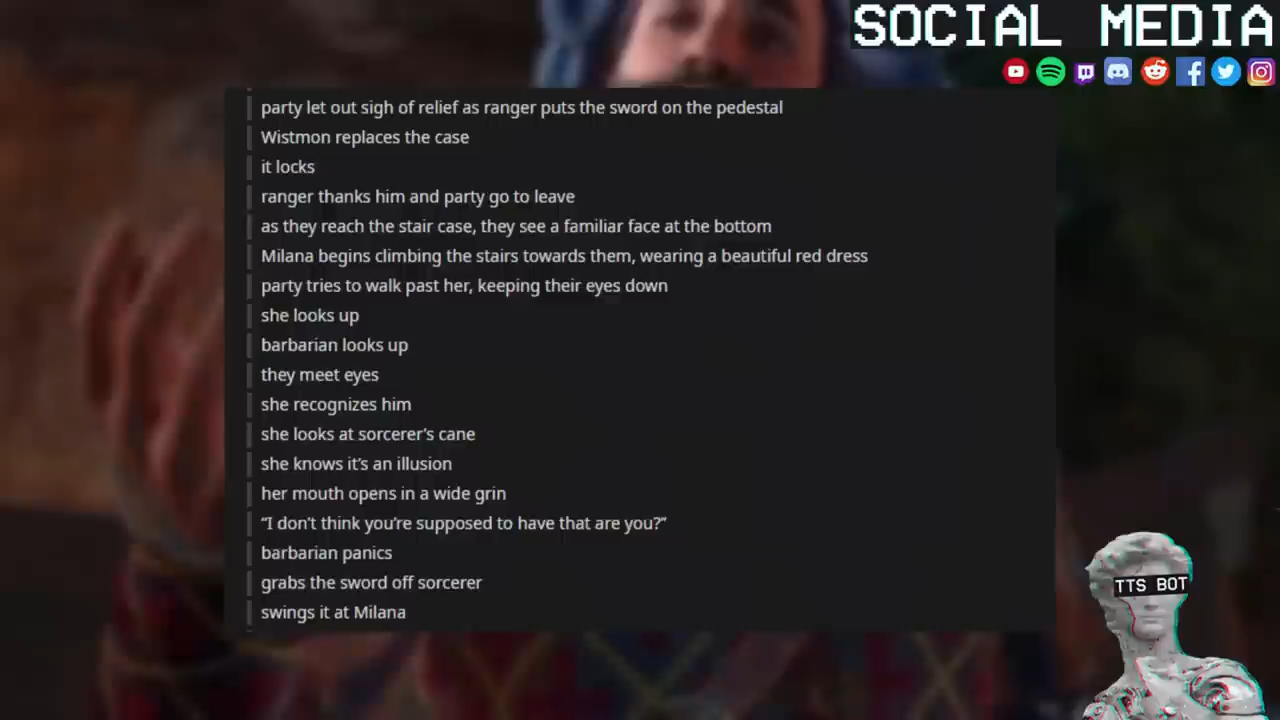 SOCIAL MEDIA
party let out sigh of relief as ranger puts the sword on the pedestal
Wistmon replaces the case
it locks
ranger thanks him and party go to leave
as they reach the stair case, they see a familiar face at the bottom
Milana begins climbing the stairs towards them, wearing a beautiful red dress
party tries to walk past her, keeping their eyes down
she looks up
barbarian looks up
they meet eyes
she recognizes him
she looks at sorcerer’s cane
she knows it’s an illusion
her mouth opens in a wide grin
“I don’t think you’re supposed to have that are you?”
barbarian panics
grabs the sword off sorcerer
swings it at Milana
TTS BOT